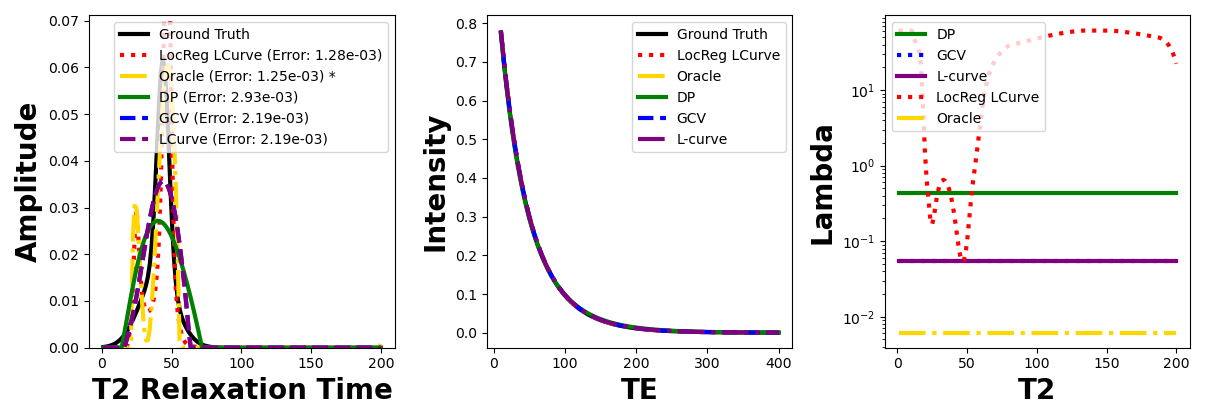 0.07
0.06
0.05
0.04
0.03
0.02
0.01
0.00
Amplitude
Ground Truth
LocReg LCurve (Error: 1.28e-03)
Oracle (Error: 1.25e-03) *
DP (Error: 2.93e-03)
GCV (Error: 2.19e-03)
LCurve (Error: 2.19e-03)
0 50 100 150 200
T2 Relaxation Time
0.8
0.7
0.6
0.5
0.4
0.3
0.2
0.1
0.0
Intensity
Ground Truth
LocReg LCurve
Oracle
DP
GCV
L-curve
0 100 200 300 400
TE
10¹
10⁰
10⁻¹
10⁻²
Lambda
DP
GCV
L-curve
LocReg LCurve
Oracle
0 50 100 150 200
T2